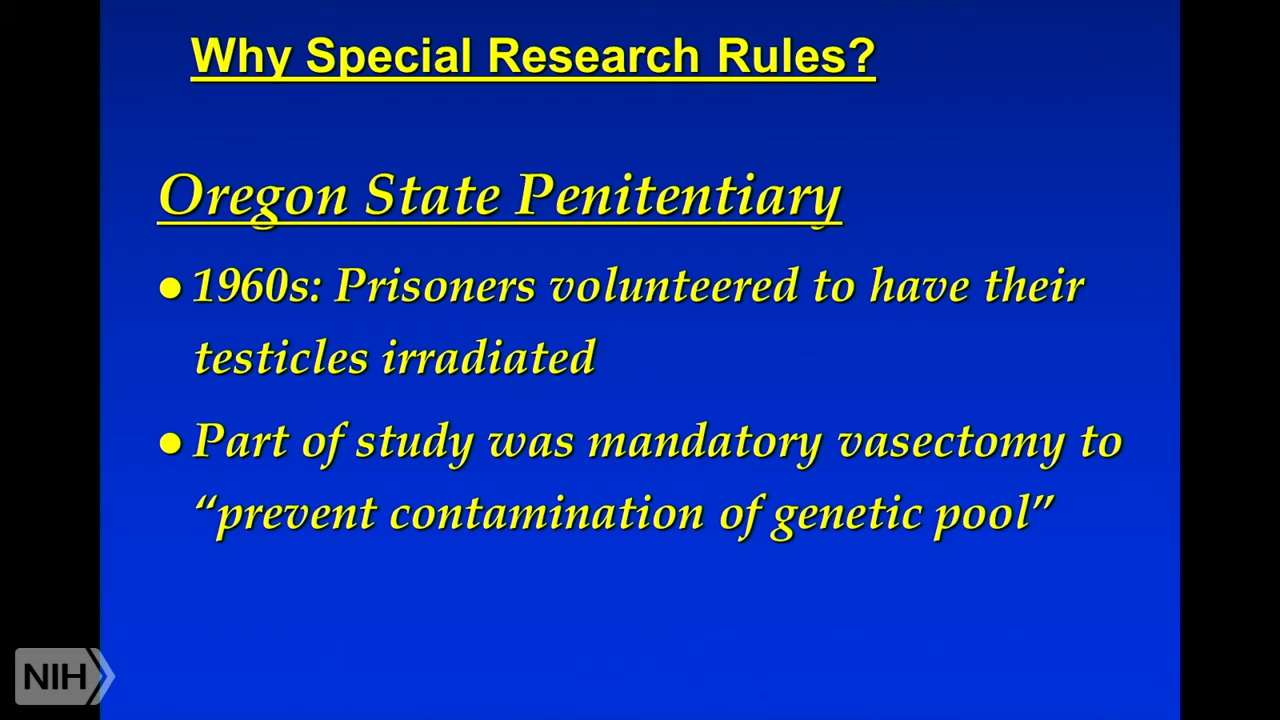 Why Special Research Rules?
Oregon State Penitentiary
● 1960s: Prisoners volunteered to have their
testicles irradiated
● Part of study was mandatory vasectomy to
“prevent contamination of genetic pool”
NIH